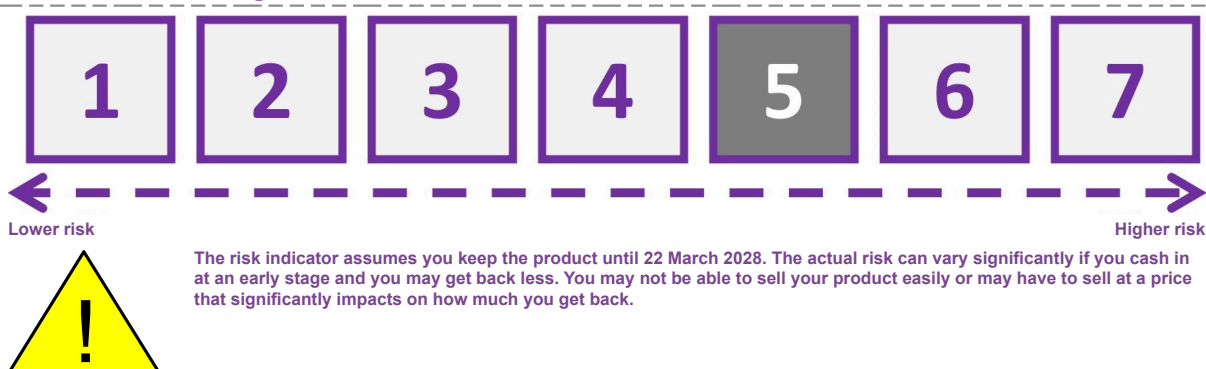 1 2 3 4 5 6 7
Lower risk Higher risk
The risk indicator assumes you keep the product until 22 March 2028. The actual risk can vary significantly if you cash in
at an early stage and you may get back less. You may not be able to sell your product easily or may have to sell at a price
that significantly impacts on how much you get back.
!